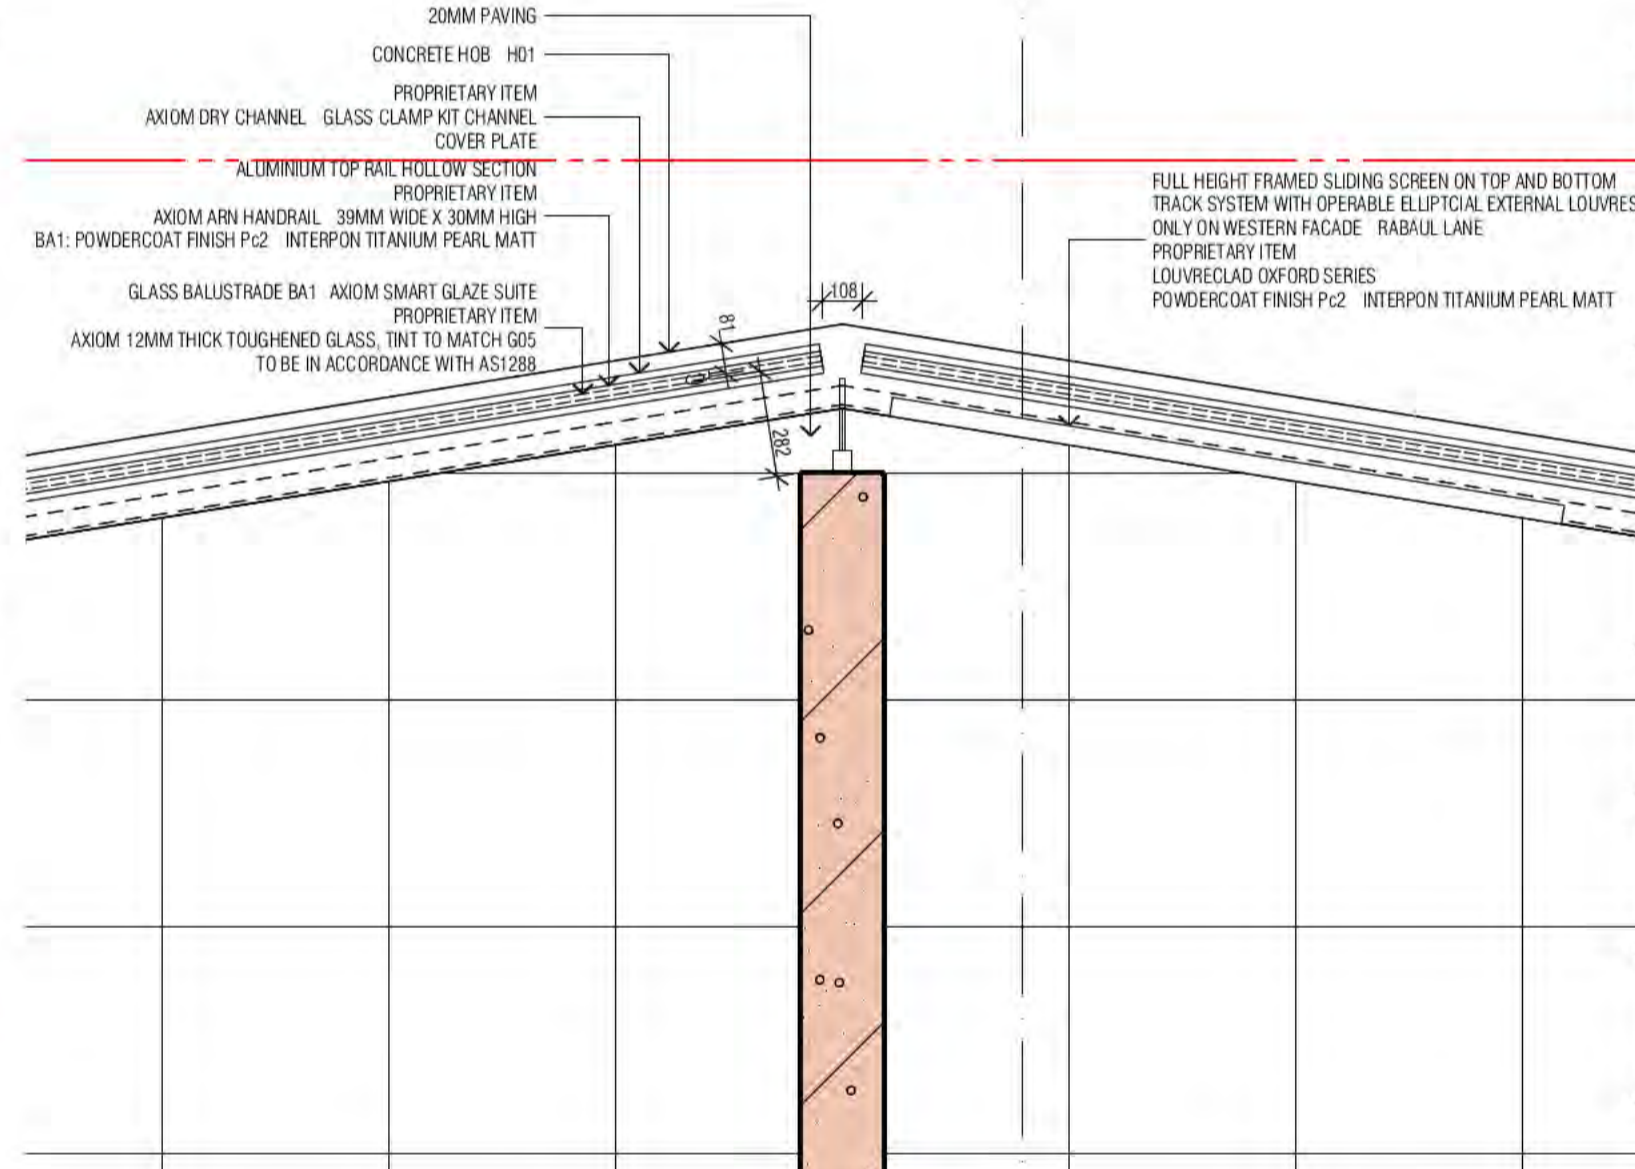 20MM PAVING
CONCRETE HOB H01
PROPRIETARY ITEM
AXIOM DRY CHANNEL GLASS CLAMP KIT CHANNEL
COVER PLATE
ALUMINIUM TOP RAIL HOLLOW SECTION
PROPRIETARY ITEM
AXIOM ARN HANDRAIL 39MM WIDE X 30MM HIGH
BA1: POWDERCOAT FINISH Pc2 INTERPON TITANIUM PEARL MATT
GLASS BALUSTRADE BA1 AXIOM SMART GLAZE SUITE
PROPRIETARY ITEM
AXIOM 12MM THICK TOUGHENED GLASS, TINT TO MATCH G05
TO BE IN ACCORDANCE WITH AS1288
FULL HEIGHT FRAMED SLIDING SCREEN ON TOP AND BOTTOM
TRACK SYSTEM WITH OPERABLE ELLIPTCIAL EXTERNAL LOUVRES
ONLY ON WESTERN FACADE RABAUL LANE
PROPRIETARY ITEM
LOUVRECLAD OXFORD SERIES
POWDERCOAT FINISH Pc2 INTERPON TITANIUM PEARL MATT
108
81
282